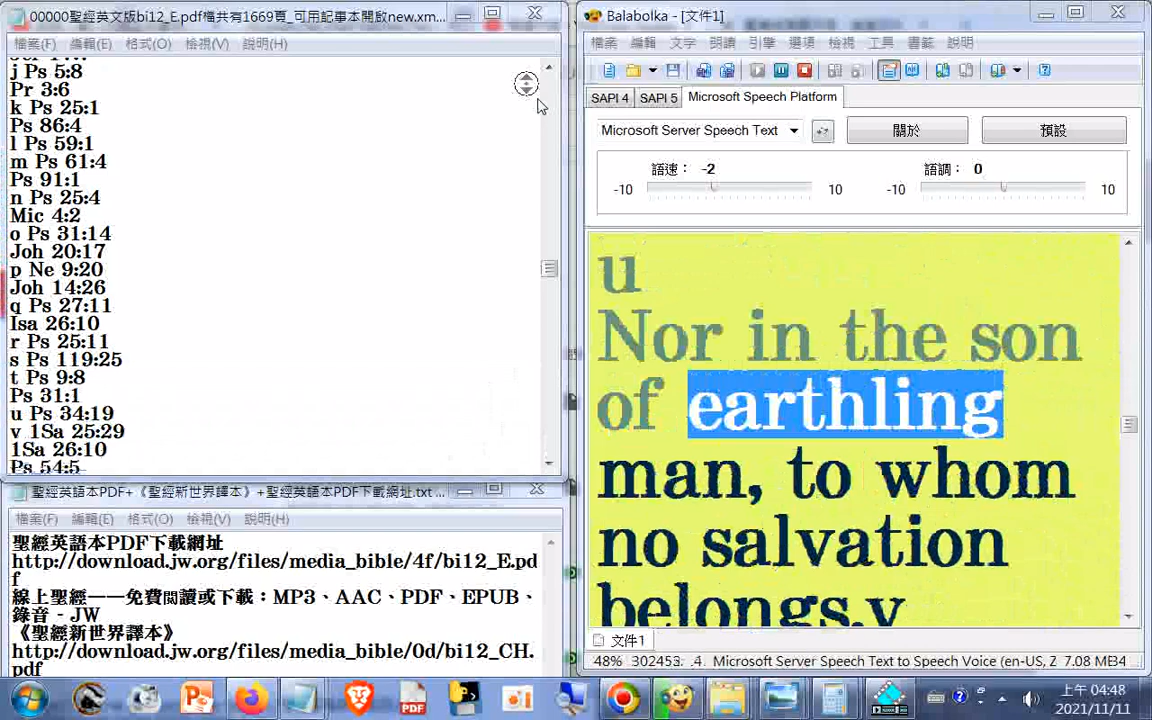 00000聖經英文版bi12_E.pdf檔共有1669頁_可用記事本開啟new.xm...
檔案(F) 編輯(E) 格式(O) 檢視(V) 說明(H)
j Ps 5:8
Pr 3:6
k Ps 25:1
Ps 86:4
l Ps 59:1
m Ps 61:4
Ps 91:1
n Ps 25:4
Mic 4:2
o Ps 31:14
Joh 20:17
p Ne 9:20
Joh 14:26
q Ps 27:11
Isa 26:10
r Ps 25:11
s Ps 119:25
t Ps 9:8
Ps 31:1
u Ps 34:19
v 1Sa 25:29
1Sa 26:10
Ps 54:5
聖經英語本PDF+《聖經新世界譯本》+聖經英語本PDF下載網址.txt ...
檔案(F) 編輯(E) 格式(O) 檢視(V) 說明(H)
聖經英語本PDF下載網址
http://download.jw.org/files/media_bible/4f/bi12_E.pd
f
線上聖經——免費閱讀或下載：MP3、AAC、PDF、EPUB、
錄音 - JW
《聖經新世界譯本》
http://download.jw.org/files/media_bible/0d/bi12_CH.
pdf
Balabolka - [文件1]
檔案 編輯 文字 朗讀 引擎 選項 檢視 工具 書籤 說明
SAPI 4 SAPI 5 Microsoft Speech Platform
Microsoft Server Speech Text 關於 預設
語速： -2 語調： 0
-10 10 -10 10
u
Nor in the son
of earthling
man, to whom
no salvation
belongs.v
文件1
48% Microsoft Server Speech Text to Speech Voice (en-US, Z 7.08 MB
PDF
上午 04:48
2021/11/11